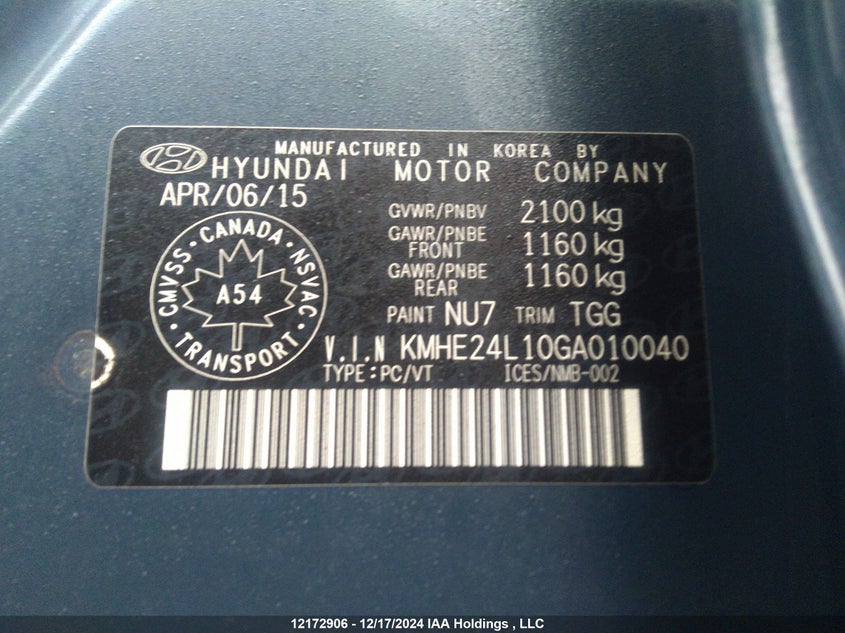 MANUFACTURED IN KOREA BY
HYUNDAI MOTOR COMPANY
APR/06/15
GVWR/PNBV 2100 kg
GAWR/PNBE FRONT 1160 kg
GAWR/PNBE REAR 1160 kg
PAINT NU7 TRIM TGG
CMVSS • CANADA • NSVAC • TRANSPORT •
A54
V.I.N KMHE24L10GA010040
TYPE:PC/VT ICES/NMB-002
12172906 - 12/17/2024 IAA Holdings , LLC